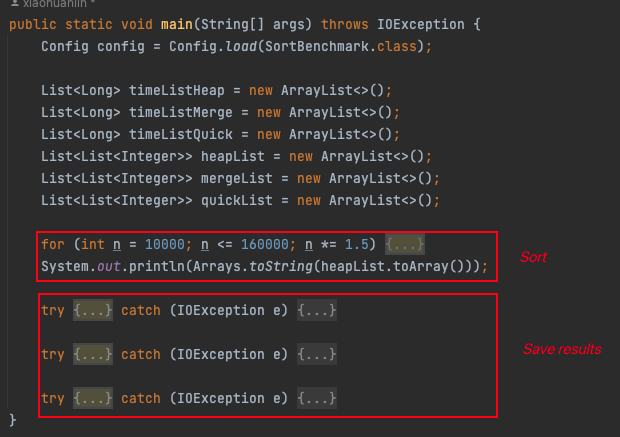 xiaohuanlin *
public static void main(String[] args) throws IOException {
Config config = Config.load(SortBenchmark.class);
List<Long> timeListHeap = new ArrayList<>();
List<Long> timeListMerge = new ArrayList<>();
List<Long> timeListQuick = new ArrayList<>();
List<List<Integer>> heapList = new ArrayList<>();
List<List<Integer>> mergeList = new ArrayList<>();
List<List<Integer>> quickList = new ArrayList<>();
for (int n = 10000; n <= 160000; n *= 1.5) {...}
System.out.println(Arrays.toString(heapList.toArray()));
Sort
try {...} catch (IOException e) {...}
try {...} catch (IOException e) {...}
Save results
try {...} catch (IOException e) {...}
}